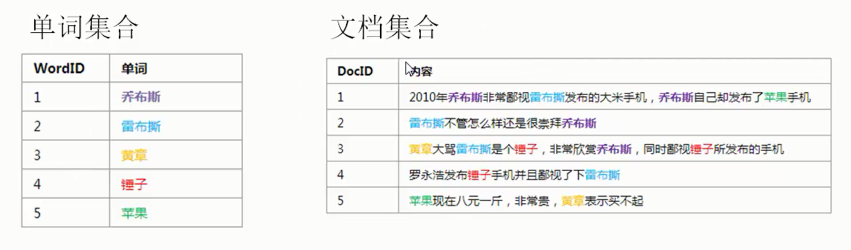 单词集合
WordID 单词
1 乔布斯
2 雷布撕
3 黄章
4 锤子
5 苹果
文档集合
DocID 内容
1 2010年乔布斯非常鄙视雷布撕发布的大米手机，乔布斯自己却发布了苹果手机
2 雷布撕不管怎么样还是很崇拜乔布斯
3 黄章大骂雷布撕是个锤子，非常欣赏乔布斯，同时鄙视锤子所发布的手机
4 罗永浩发布锤子手机并且鄙视了下雷布撕
5 苹果现在八元一斤，非常贵，黄章表示买不起